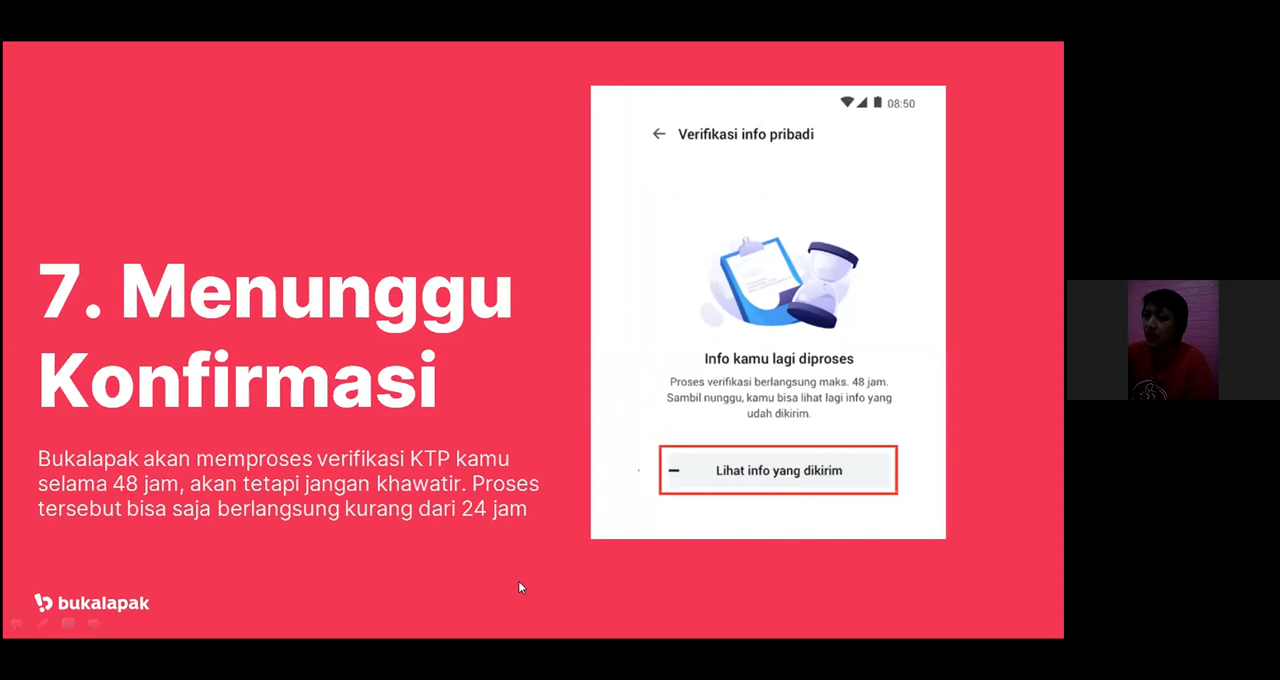 7. Menunggu
Konfirmasi
Bukalapak akan memproses verifikasi KTP kamu
selama 48 jam, akan tetapi jangan khawatir. Proses
tersebut bisa saja berlangsung kurang dari 24 jam
bukalapak
08:50
Verifikasi info pribadi
Info kamu lagi diproses
Proses verifikasi berlangsung maks. 48 jam.
Sambil nunggu, kamu bisa lihat lagi info yang
udah dikirim.
Lihat info yang dikirim